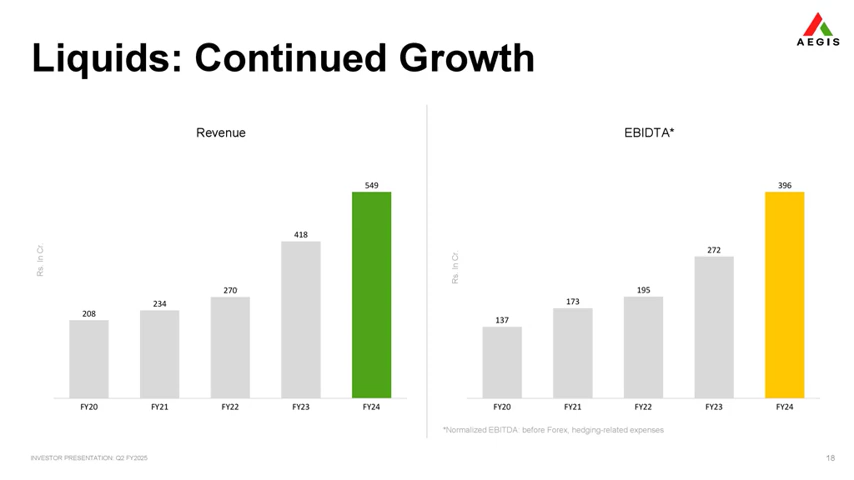 AEGIS
Liquids: Continued Growth
Revenue
Rs. In Cr.
208
234
270
418
549
FY20
FY21
FY22
FY23
FY24
EBIDTA*
Rs. In Cr.
137
173
195
272
396
FY20
FY21
FY22
FY23
FY24
*Normalized EBITDA: before Forex, hedging-related expenses
INVESTOR PRESENTATION: Q2 FY2025
18